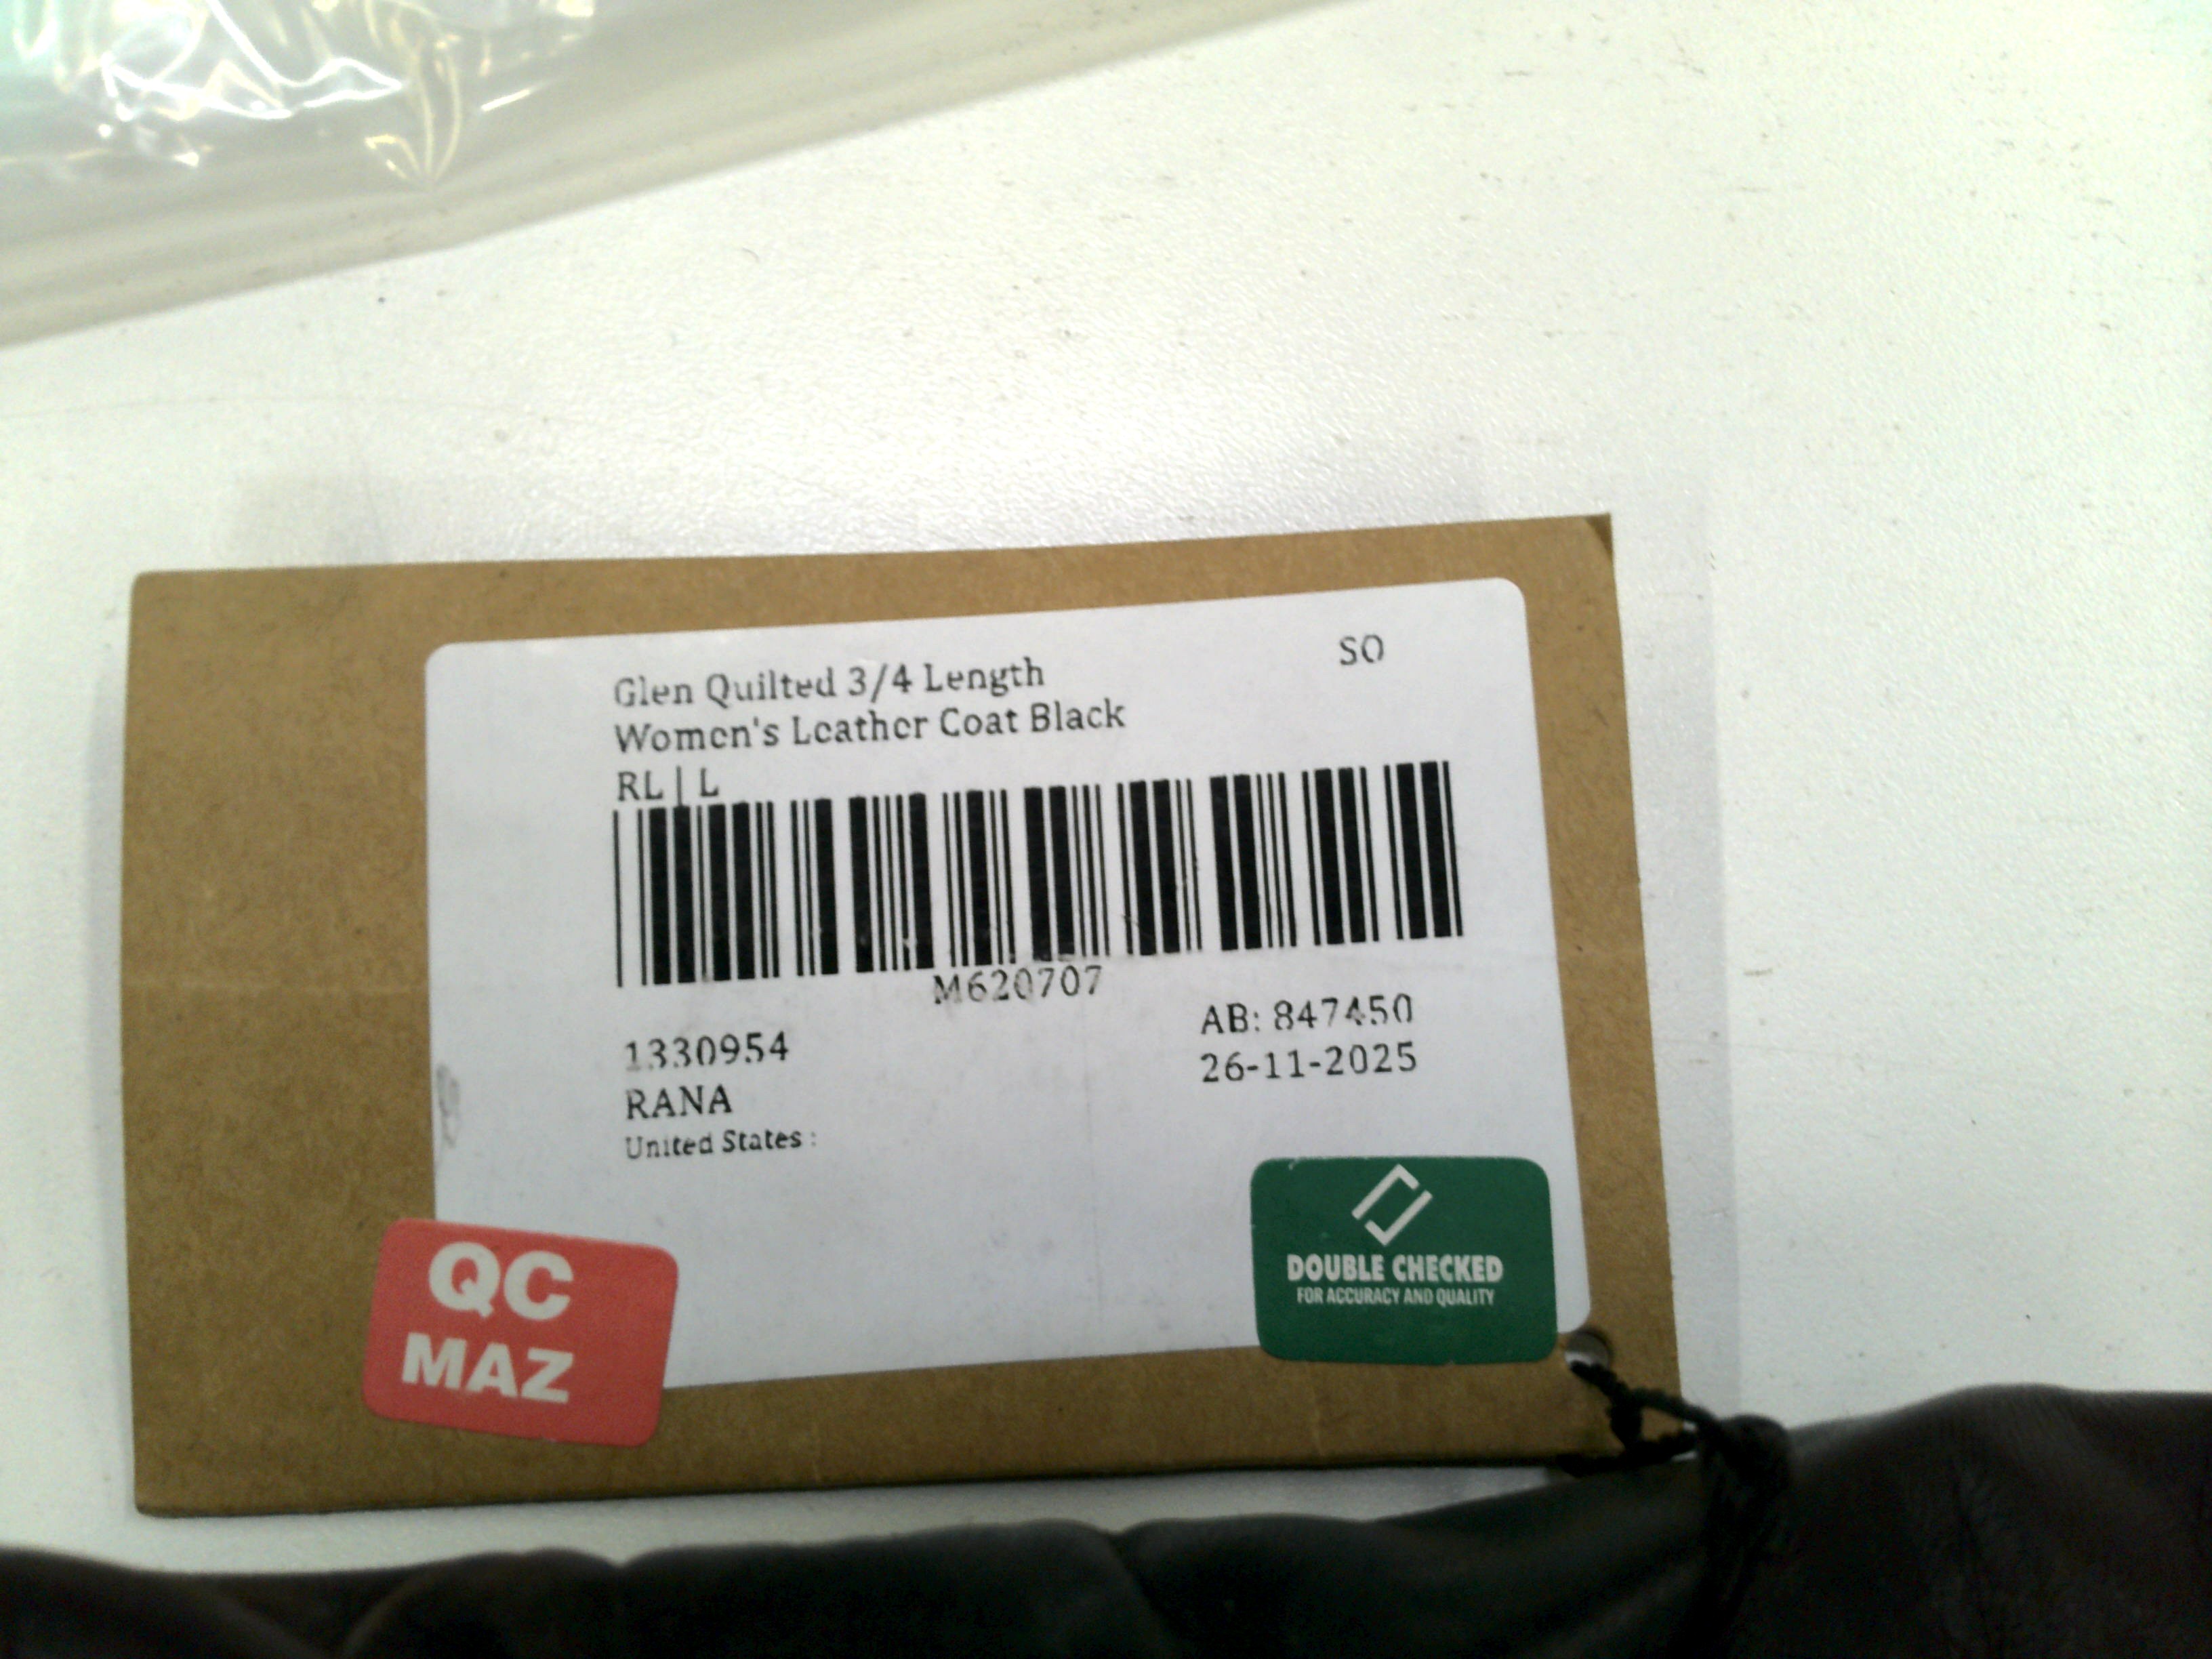 Glen Quilted 3/4 Length
Women's Leather Coat Black
RL | L
SO
M620707
1330954
RANA
United States :
AB: 847450
26-11-2025
QC
MAZ
DOUBLE CHECKED
FOR ACCURACY AND QUALITY